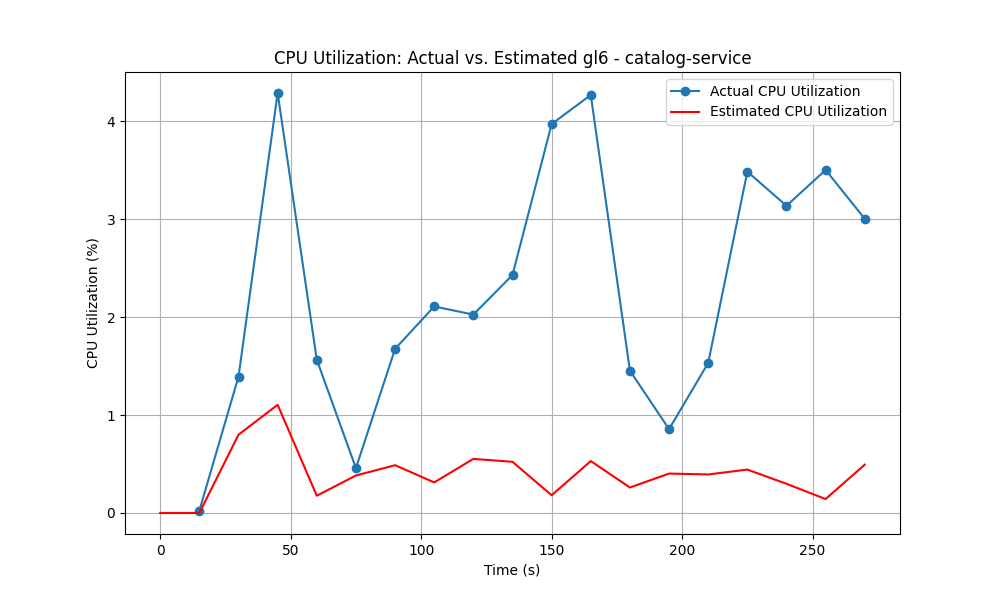 CPU Utilization: Actual vs. Estimated gl6 - catalog-service
Actual CPU Utilization
Estimated CPU Utilization
CPU Utilization (%)
4
3
2
1
0
0 50 100 150 200 250
Time (s)